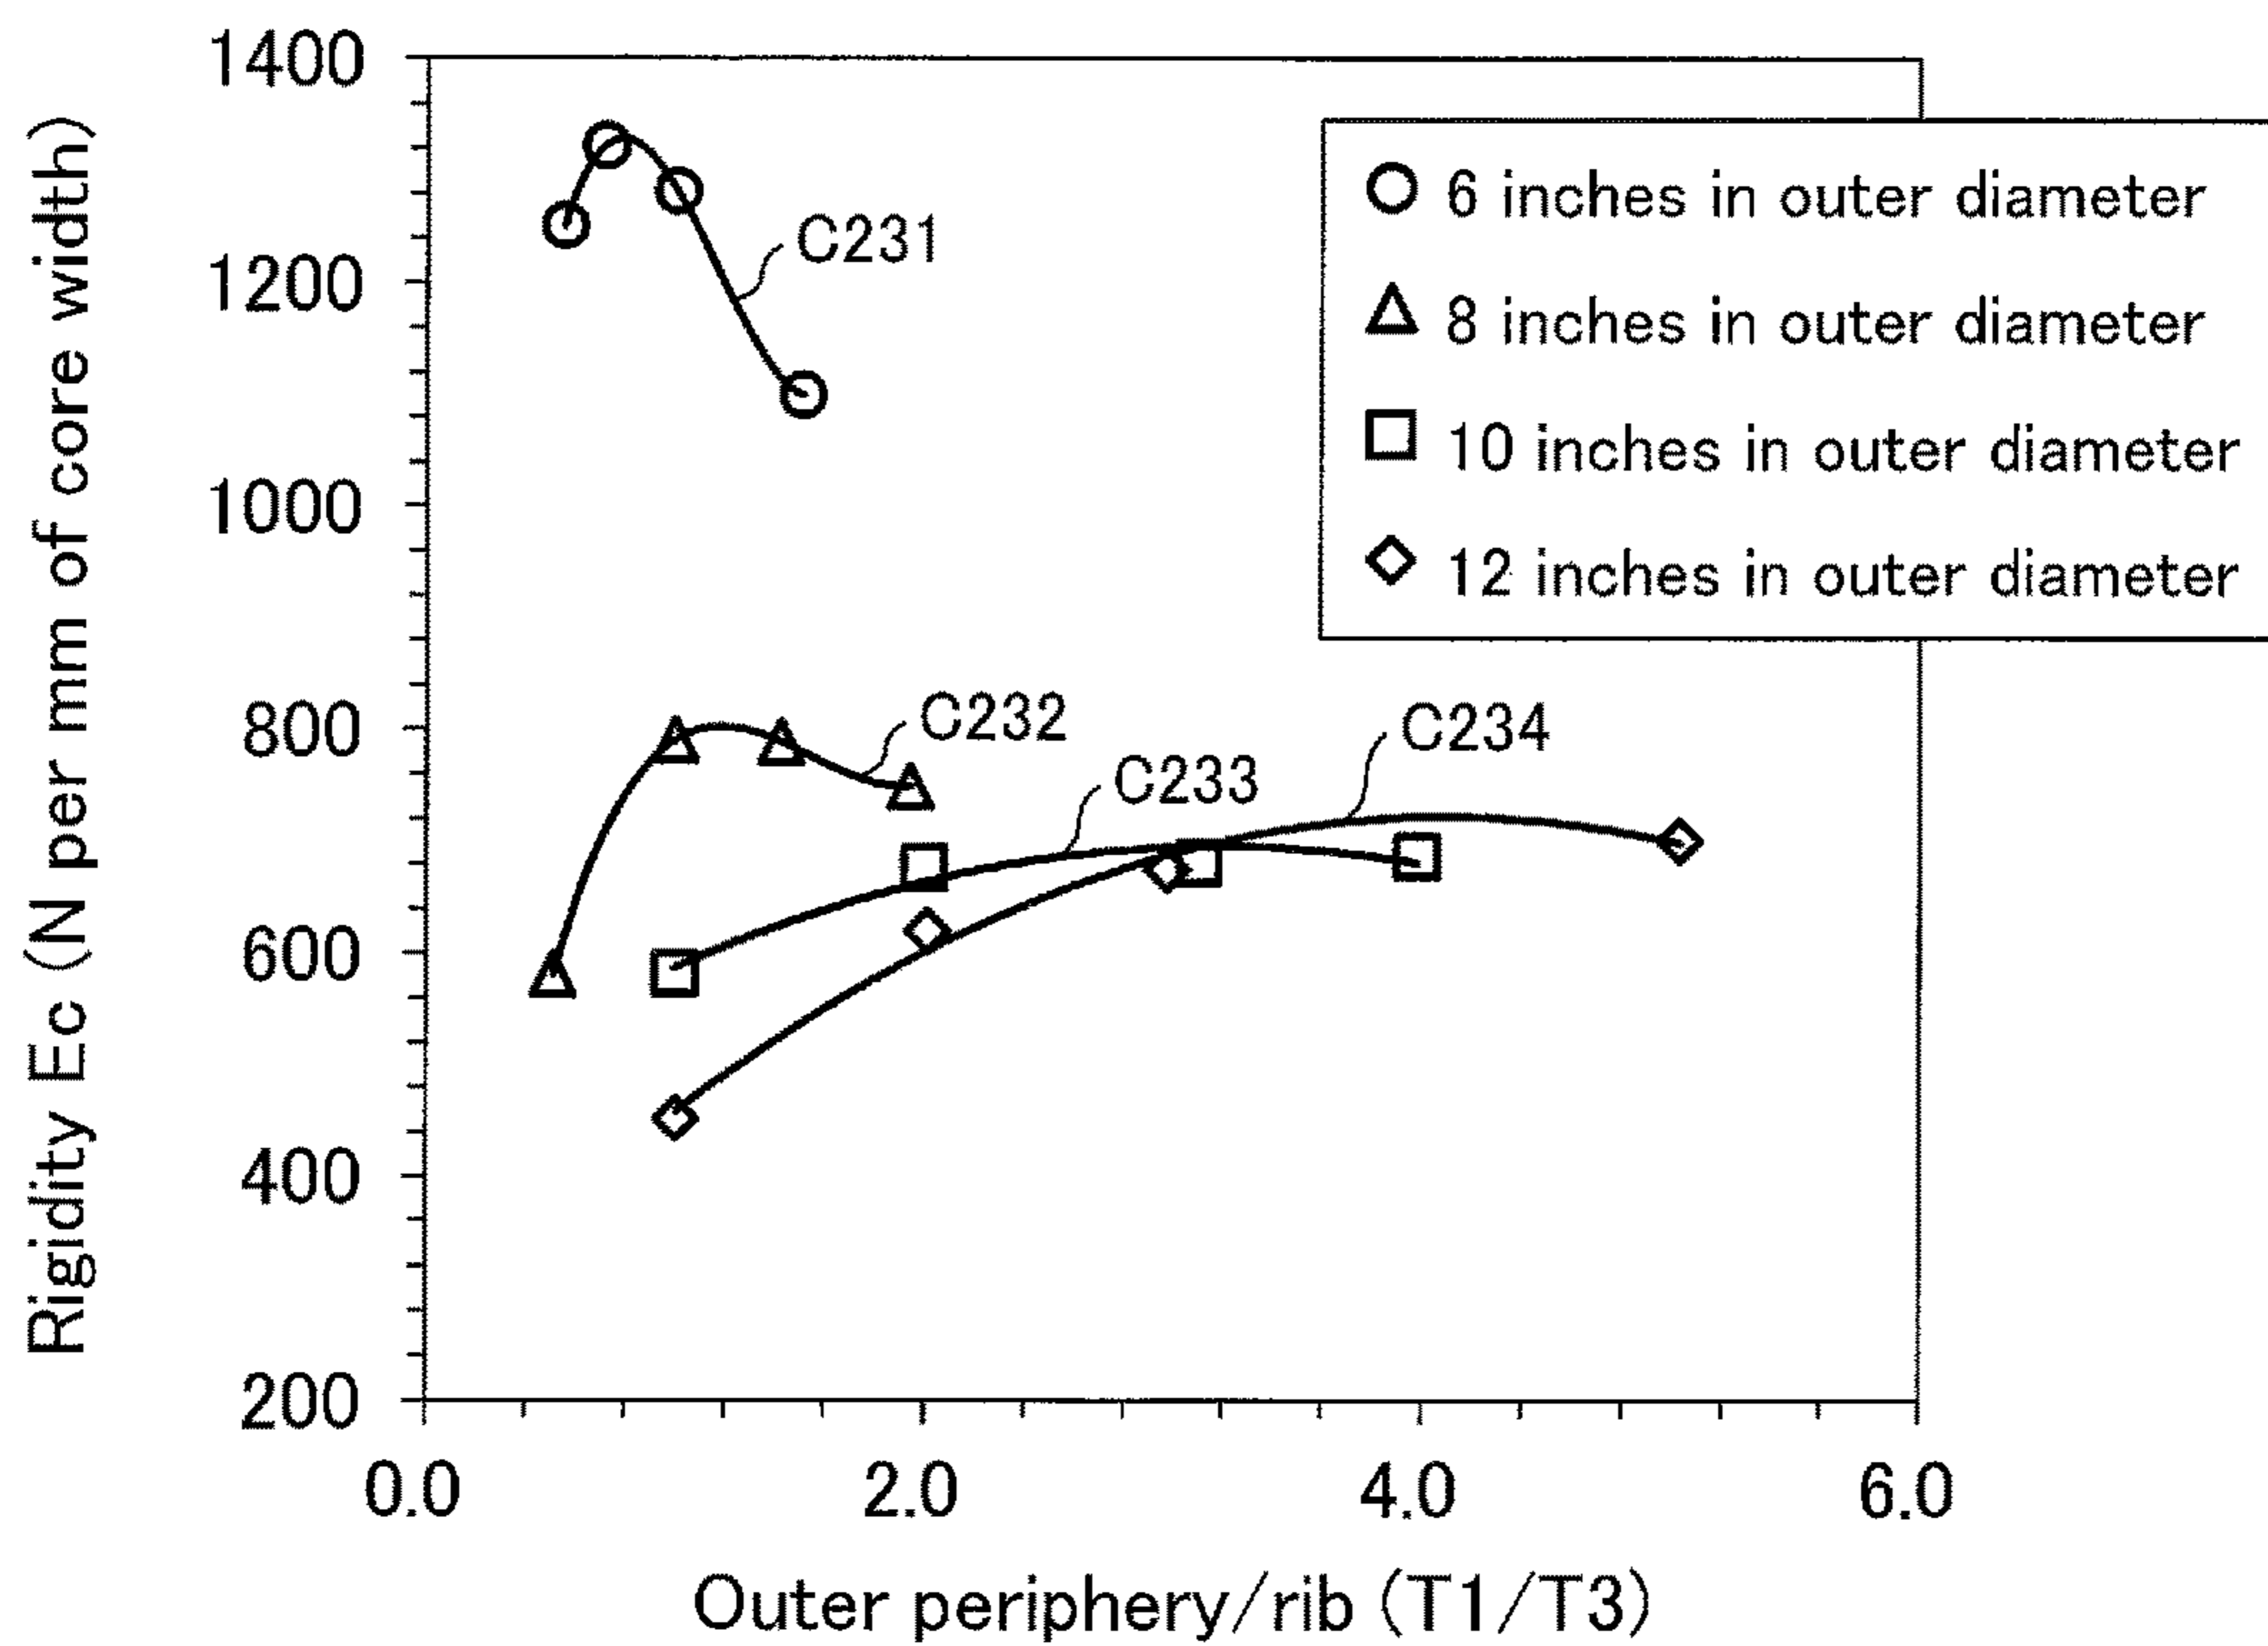 Rigidity Ec (N per mm of core width)
1400
1200
1000
800
600
400
200
6 inches in outer diameter
8 inches in outer diameter
10 inches in outer diameter
12 inches in outer diameter
C231
C232
C233
C234
0.0 2.0 4.0 6.0
Outer periphery/rib (T1/T3)